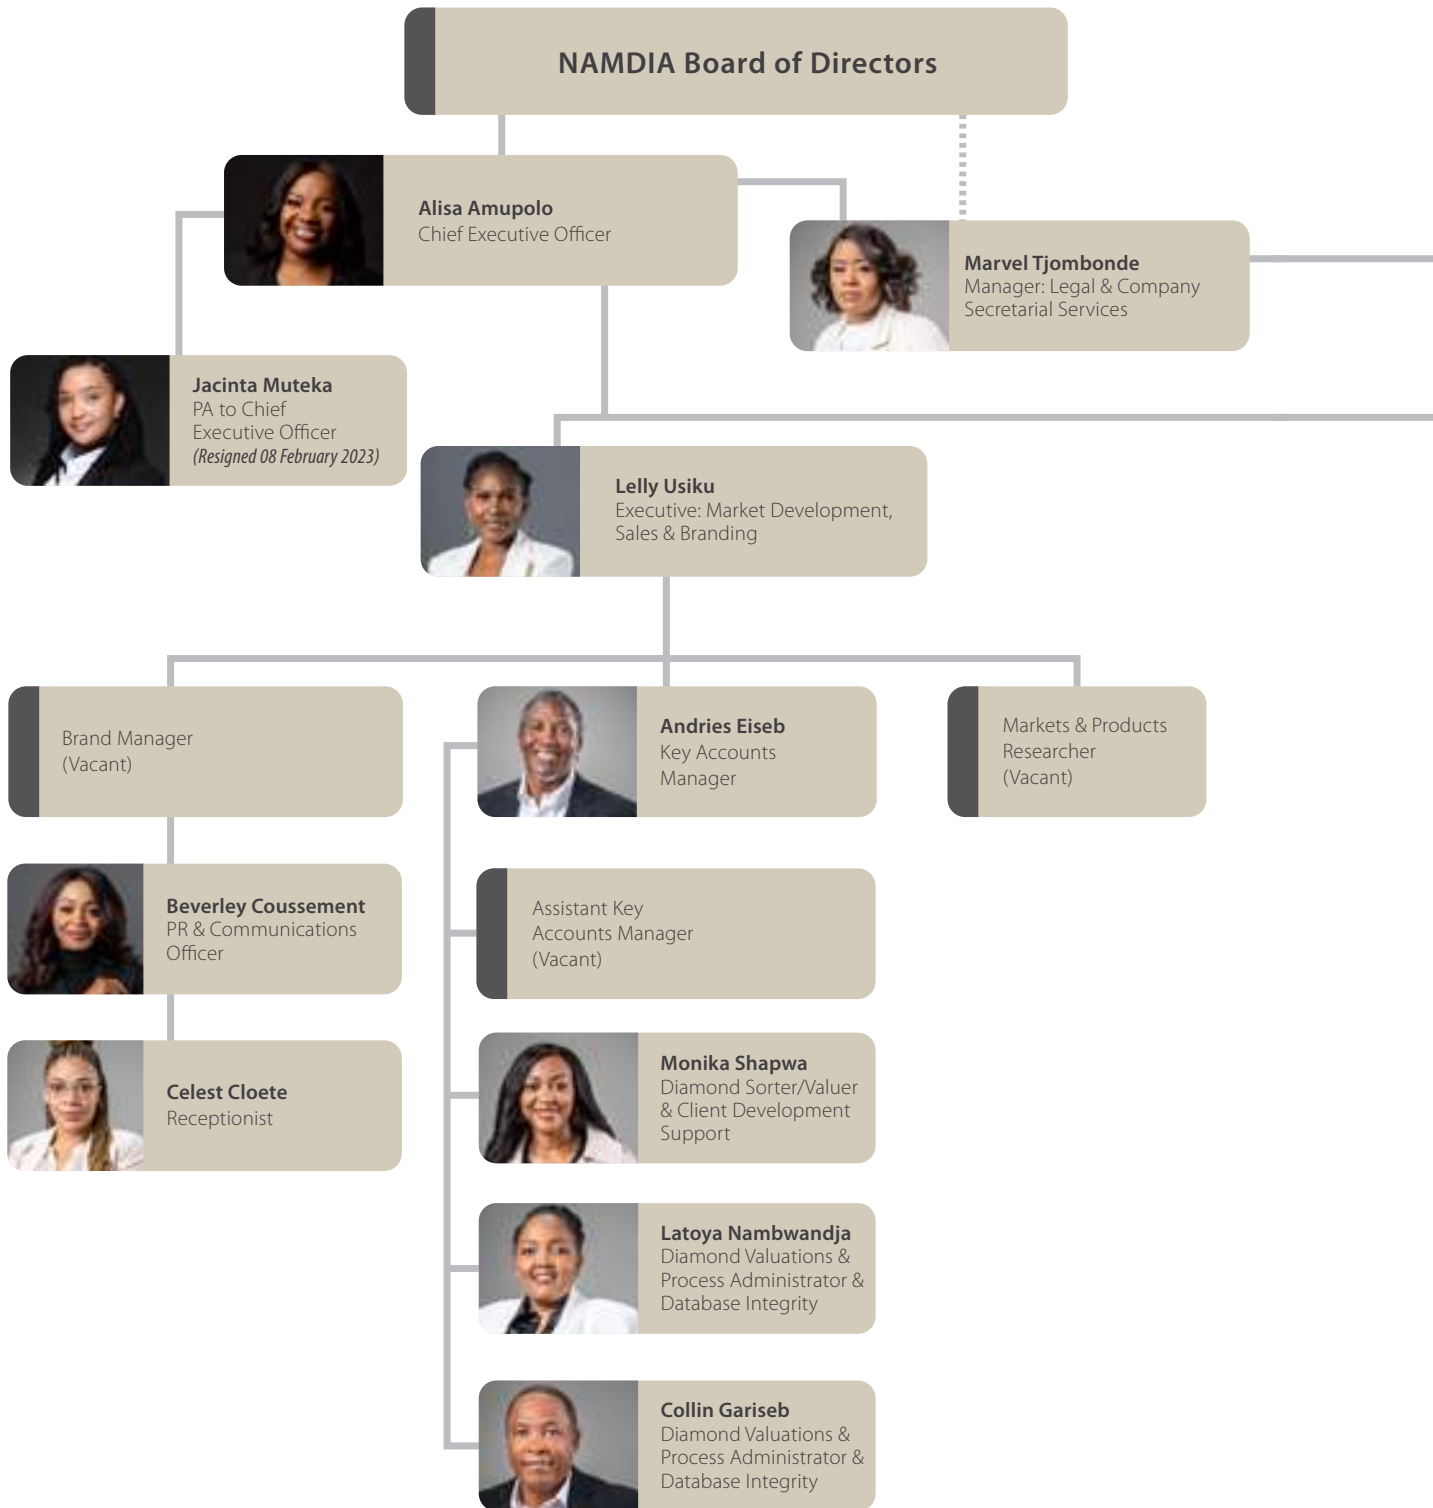 NAMDIA Board of Directors
Alisa Amupolo
Chief Executive Officer
Marvel Tjombonde
Manager: Legal & Company
Secretarial Services
Jacinta Muteka
PA to Chief
Executive Officer
(Resigned 08 February 2023)
Lelly Usiku
Executive: Market Development,
Sales & Branding
Brand Manager
(Vacant)
Andries Eiseb
Key Accounts
Manager
Markets & Products
Researcher
(Vacant)
Beverley Coussement
PR & Communications
Officer
Assistant Key
Accounts Manager
(Vacant)
Celest Cloete
Receptionist
Monika Shapwa
Diamond Sorter/Valuer
& Client Development
Support
Latoya Nambwandja
Diamond Valuations &
Process Administrator &
Database Integrity
Collin Gariseb
Diamond Valuations &
Process Administrator &
Database Integrity